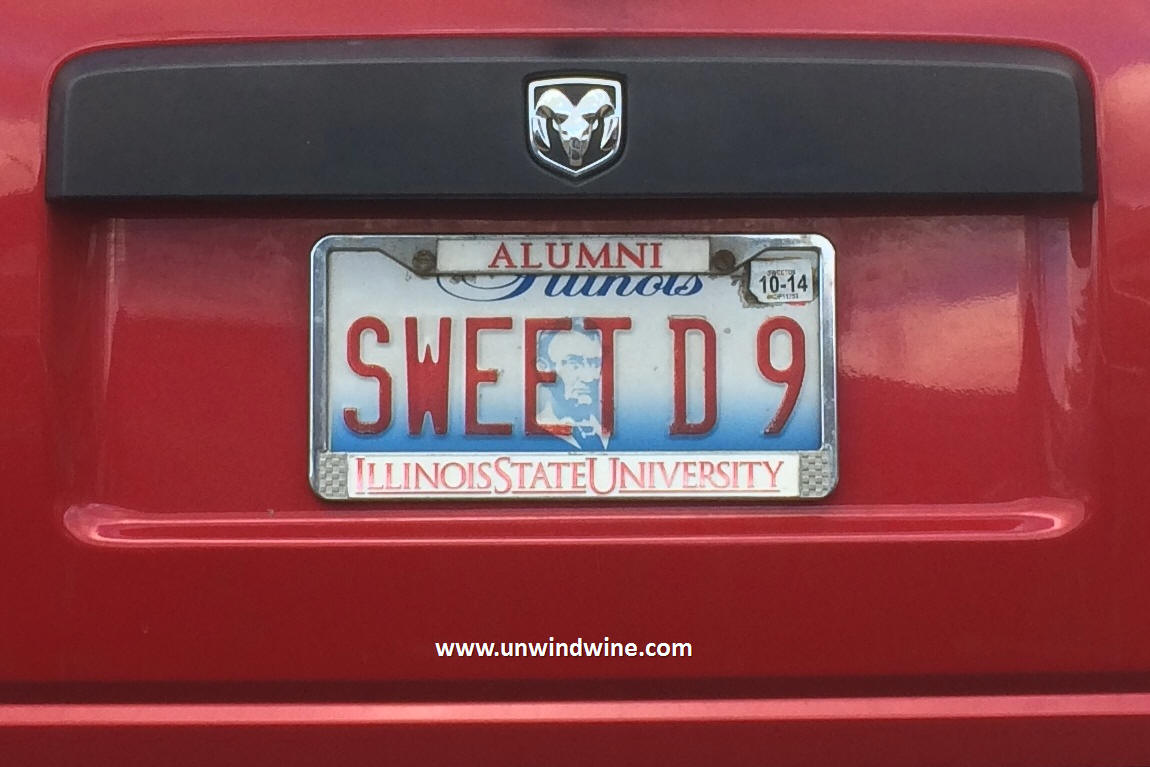 ALUMNI
Illinois
10-14
SWEET D 9
ILLINOIS STATE UNIVERSITY
www.unwindwine.com